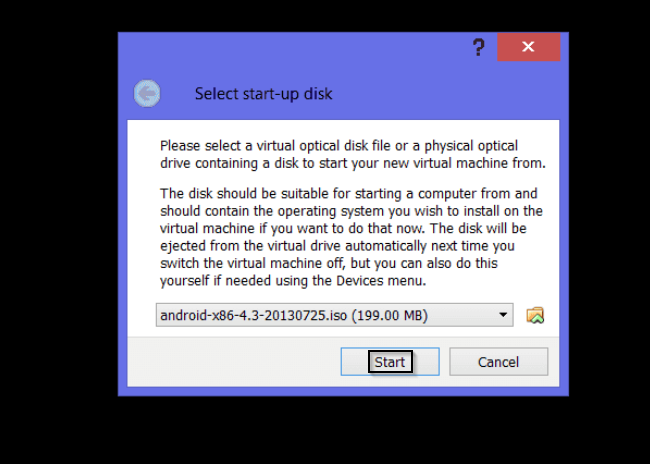 ?
Select start-up disk
Please select a virtual optical disk file or a physical optical
drive containing a disk to start your new virtual machine from.
The disk should be suitable for starting a computer from and
should contain the operating system you wish to install on the
virtual machine if you want to do that now. The disk will be
ejected from the virtual drive automatically next time you
switch the virtual machine off, but you can also do this
yourself if needed using the Devices menu.
android-x86-4.3-20130725.iso (199.00 MB)
Start Cancel